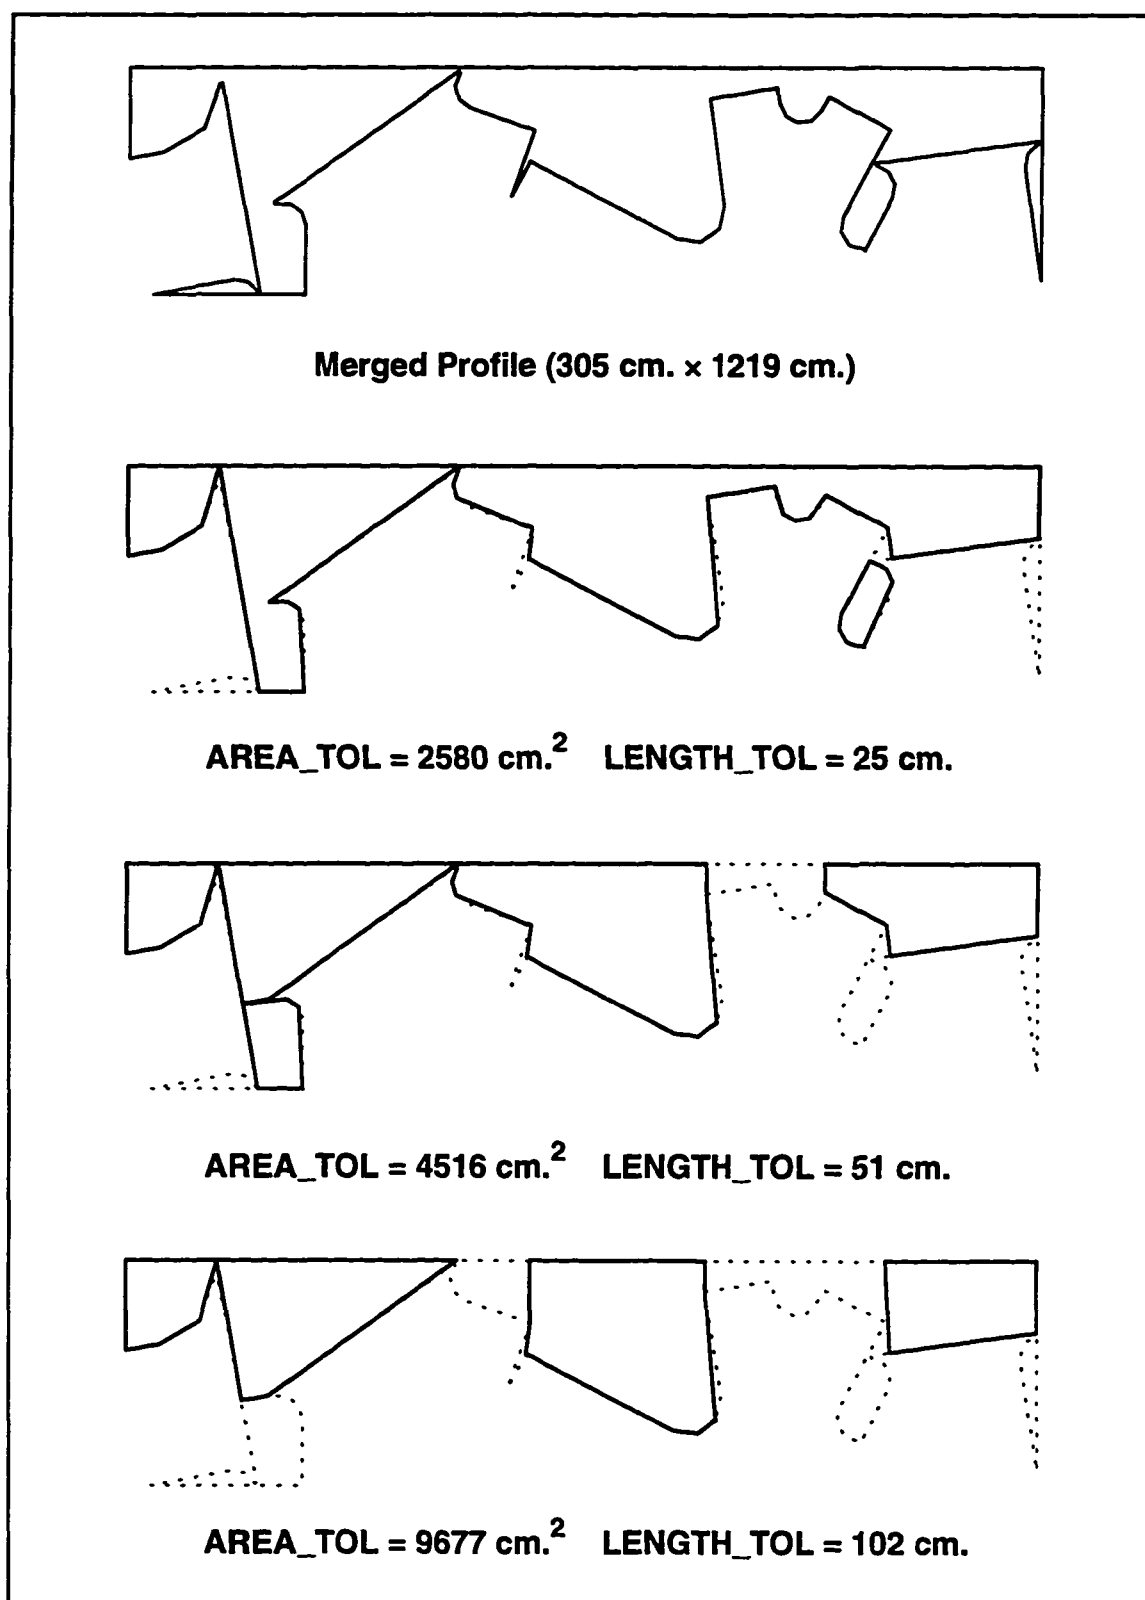 Merged Profile (305 cm. × 1219 cm.)
AREA_TOL = 2580 cm.² LENGTH_TOL = 25 cm.
AREA_TOL = 4516 cm.² LENGTH_TOL = 51 cm.
AREA_TOL = 9677 cm.² LENGTH_TOL = 102 cm.